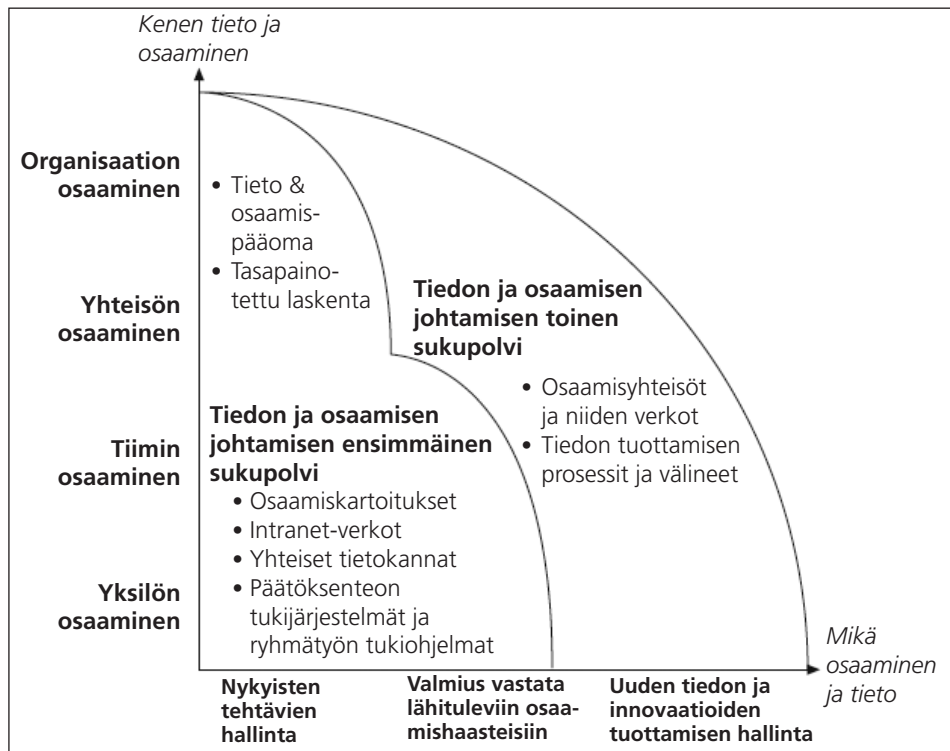 Kenen tieto ja
osaaminen
Organisaation
osaaminen
• Tieto &
osaamis-
pääoma
• Tasapaino-
tettu laskenta
Yhteisön
osaaminen
Tiedon ja osaamisen
johtamisen toinen
sukupolvi
• Osaamisyhteisöt
ja niiden verkot
• Tiedon tuottamisen
prosessit ja välineet
Tiimin
osaaminen
Tiedon ja osaamisen
johtamisen ensimmäinen
sukupolvi
• Osaamiskartoitukset
• Intranet-verkot
• Yhteiset tietokannat
• Päätöksenteon
tukijärjestelmät ja
ryhmätyön tukiohjelmat
Yksilön
osaaminen
Mikä
osaaminen
ja tieto
Nykyisten
tehtävien
hallinta
Valmius vastata
lähituleviin osaa-
mishaasteisiin
Uuden tiedon ja
innovaatioiden
tuottamisen hallinta